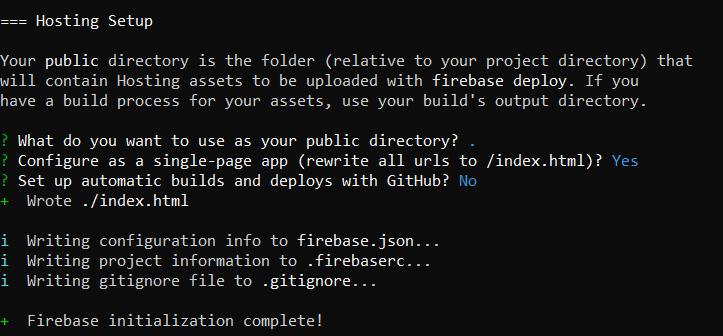 === Hosting Setup
Your public directory is the folder (relative to your project directory) that
will contain Hosting assets to be uploaded with firebase deploy. If you
have a build process for your assets, use your build's output directory.
? What do you want to use as your public directory? .
? Configure as a single-page app (rewrite all urls to /index.html)? Yes
? Set up automatic builds and deploys with GitHub? No
+  Wrote ./index.html
i  Writing configuration info to firebase.json...
i  Writing project information to .firebaserc...
i  Writing gitignore file to .gitignore...
+  Firebase initialization complete!